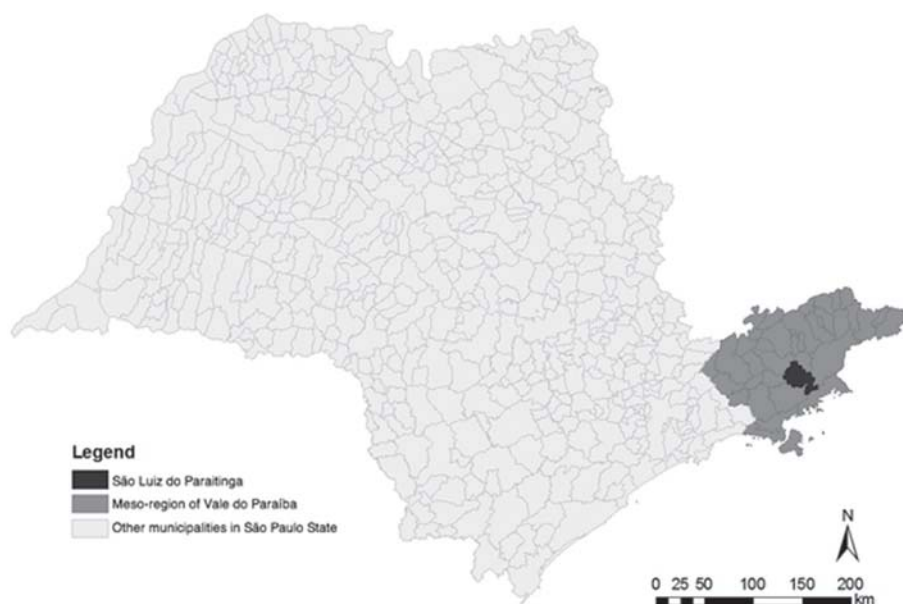 Legend
São Luiz do Paraitinga
Meso-region of Vale do Paraíba
Other municipalities in São Paulo State
N
0 25 50 100 150 200
km